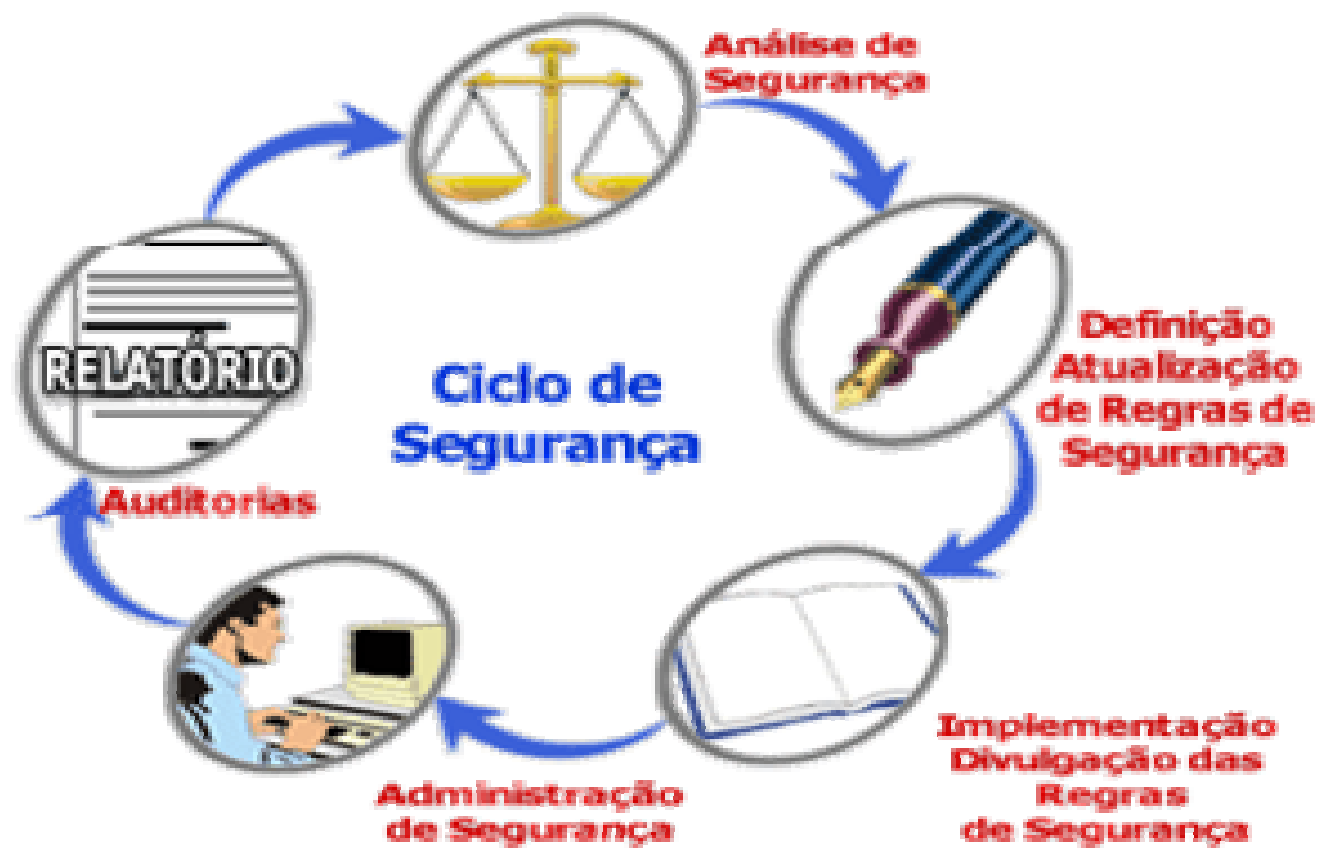 Análise de
Segurança
Definição
Atualização
de Regras de
Segurança
Implementação
Divulgação das
Regras
de Segurança
Administração
de Segurança
Auditorias
RELATÓRIO
Ciclo de
Segurança